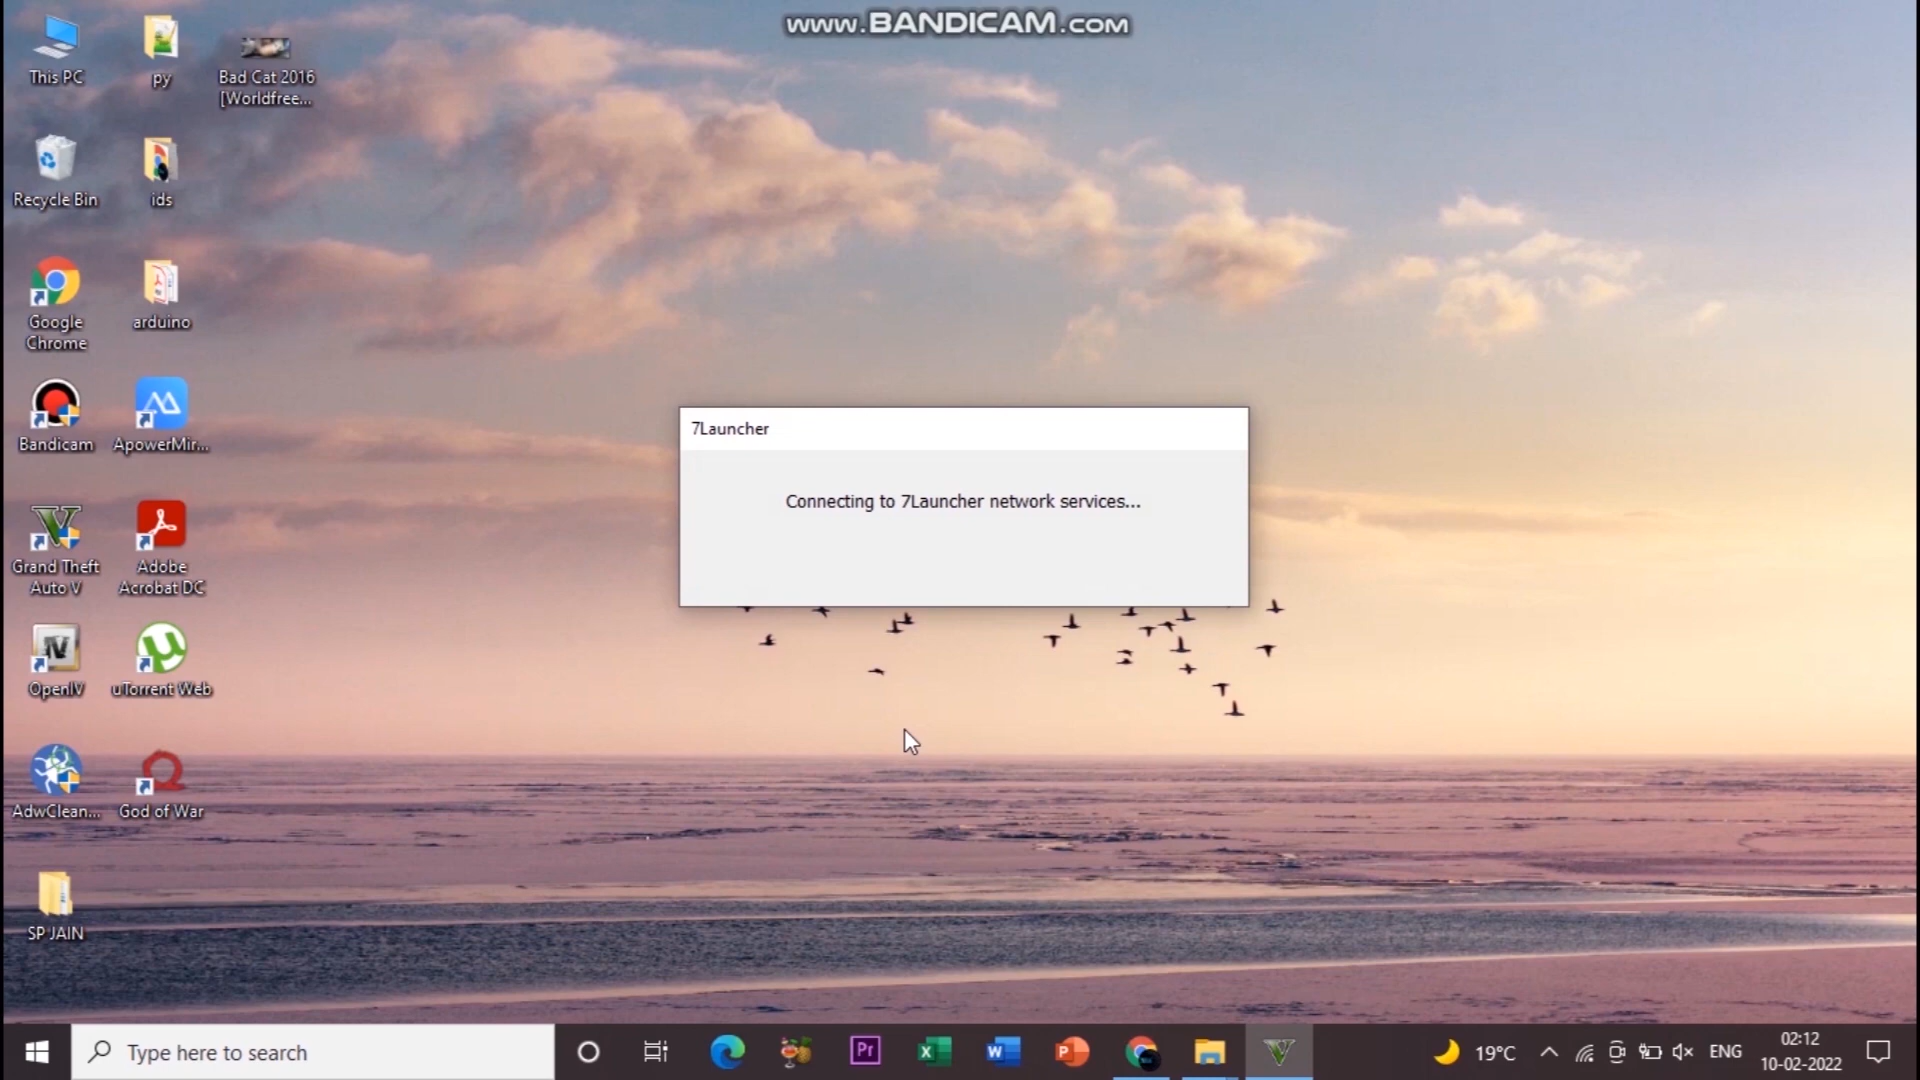 www.BANDICAM.com
This PC
py
Bad Cat 2016
[Worldfree...
Recycle Bin
ids
Google
Chrome
arduino
Bandicam
ApowerMir...
Grand Theft
Auto V
Adobe
Acrobat DC
OpenIV
uTorrent Web
AdwClean...
God of War
SP JAIN
7Launcher
Connecting to 7Launcher network services...
Type here to search
Pr
19°C
ENG
02:12
10-02-2022